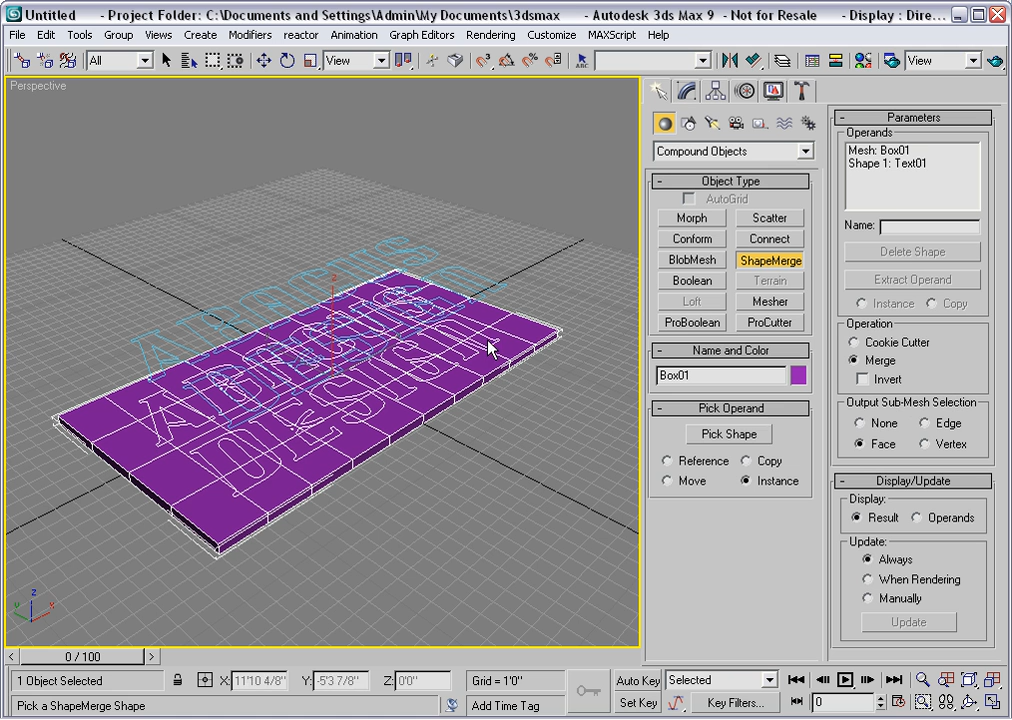 Untitled - Project Folder: C:\Documents and Settings\Admin\My Documents\3dsmax - Autodesk 3ds Max 9 - Not for Resale - Display : Dire...
File Edit Tools Group Views Create Modifiers reactor Animation Graph Editors Rendering Customize MAXScript Help
All View View
Perspective
Compound Objects
- Object Type
AutoGrid
Morph Scatter
Conform Connect
BlobMesh ShapeMerge
Boolean Terrain
Loft Mesher
ProBoolean ProCutter
- Name and Color
Box01
- Pick Operand
Pick Shape
Reference Copy
Move Instance
- Parameters
Operands
Mesh: Box01
Shape 1: Text01
Name:
Delete Shape
Extract Operand
Instance Copy
Operation
Cookie Cutter
Merge
Invert
Output Sub-Mesh Selection
None Edge
Face Vertex
- Display/Update
Display:
Result Operands
Update:
Always
When Rendering
Manually
Update
z
x
< 0 / 100 >
1 Object Selected X: 11'10 4/8" Y: -5'3 7/8" Z: 0'0" Grid = 1'0" Auto Key Selected
Pick a ShapeMerge Shape Add Time Tag Set Key Key Filters... 0